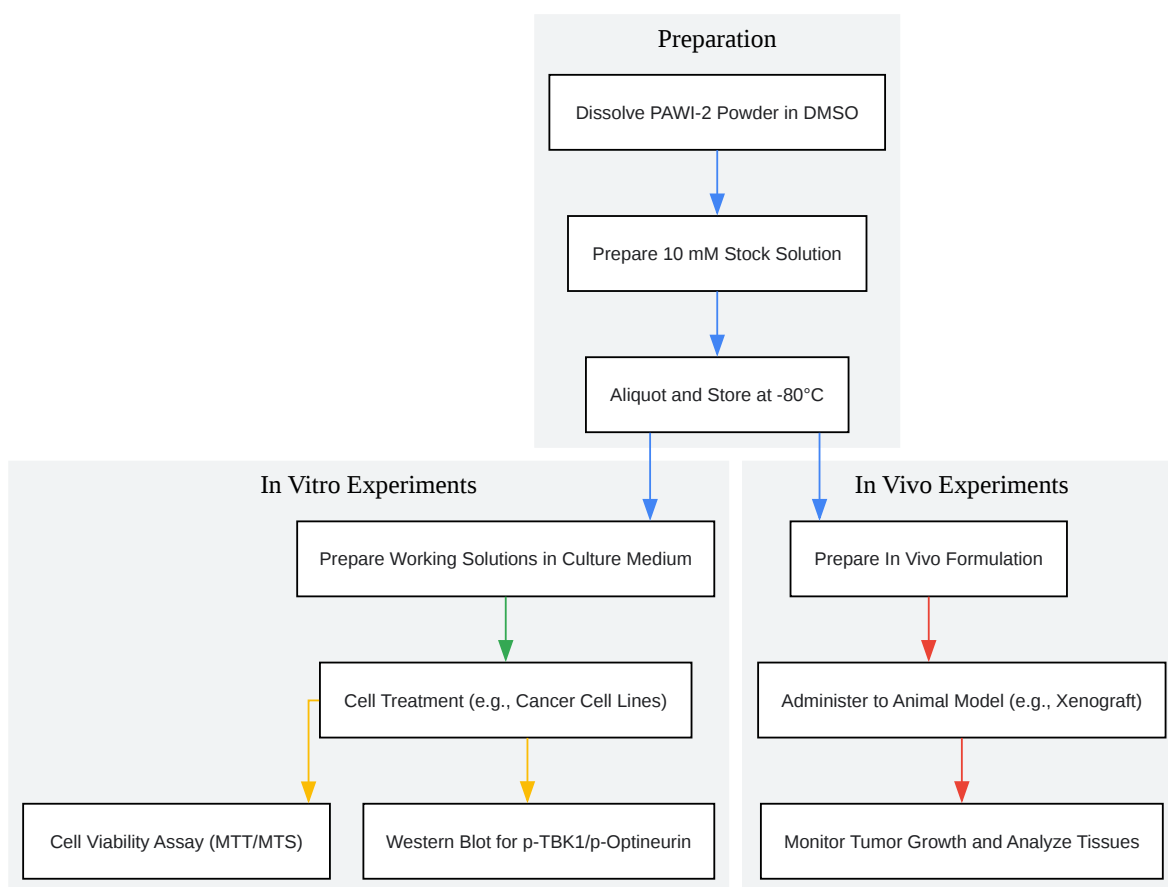 Preparation
Dissolve PAWI-2 Powder in DMSO
Prepare 10 mM Stock Solution
Aliquot and Store at -80°C
In Vitro Experiments
Prepare Working Solutions in Culture Medium
Cell Treatment (e.g., Cancer Cell Lines)
Cell Viability Assay (MTT/MTS)
Western Blot for p-TBK1/p-Optineurin
In Vivo Experiments
Prepare In Vivo Formulation
Administer to Animal Model (e.g., Xenograft)
Monitor Tumor Growth and Analyze Tissues